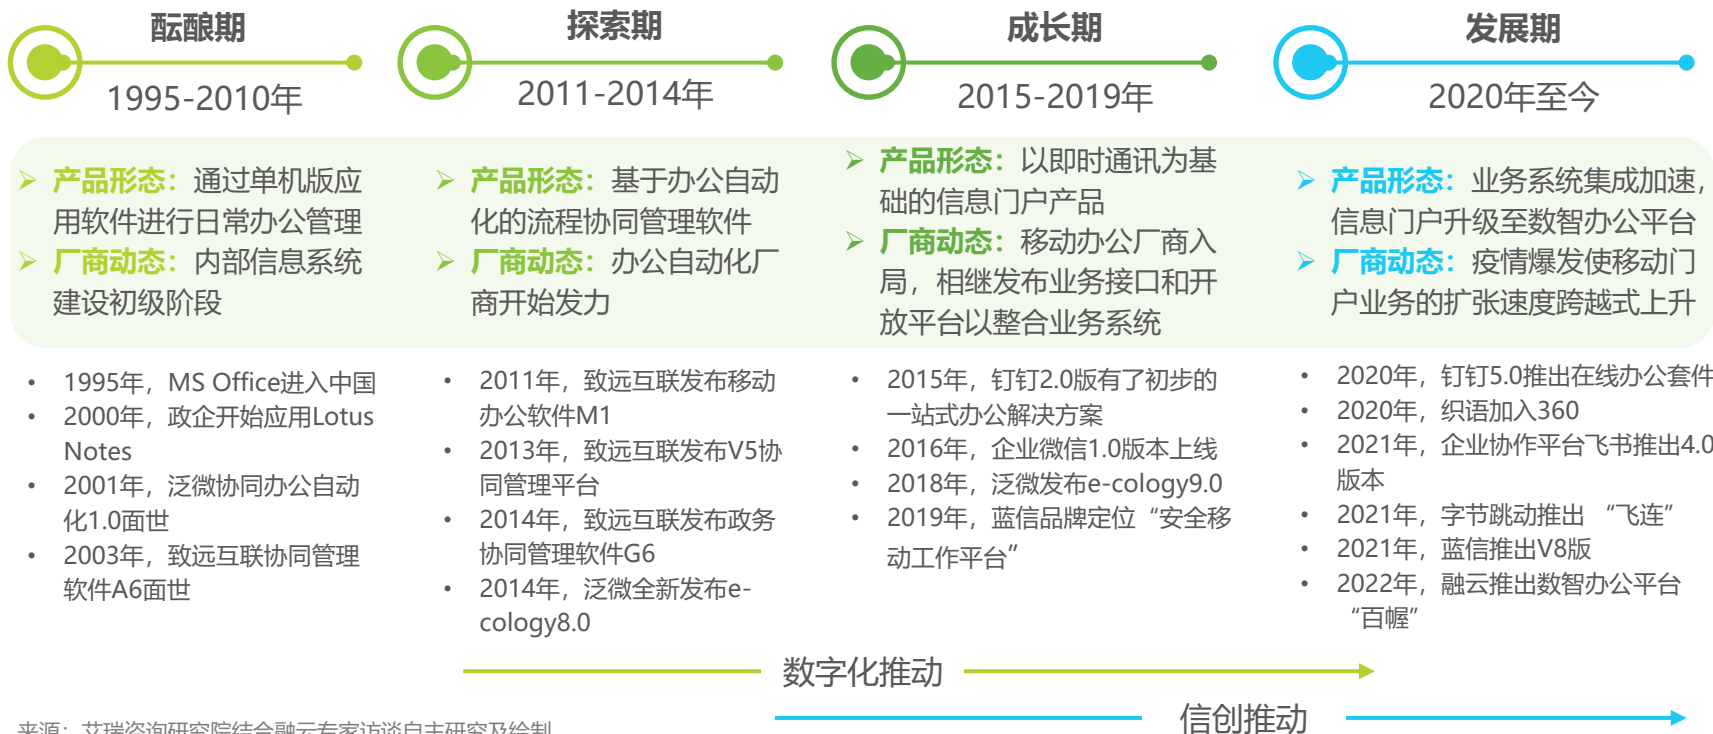 酝酿期
1995-2010年
➢ 产品形态：通过单机版应
用软件进行日常办公管理
➢ 厂商动态：内部信息系统
建设初级阶段
• 1995年，MS Office进入中国
• 2000年，政企开始应用Lotus
Notes
• 2001年，泛微协同办公自动
化1.0面世
• 2003年，致远互联协同管理
软件A6面世
探索期
2011-2014年
➢ 产品形态：基于办公自动
化的流程协同管理软件
➢ 厂商动态：办公自动化厂
商开始发力
• 2011年，致远互联发布移动
办公软件M1
• 2013年，致远互联发布V5协
同管理平台
• 2014年，致远互联发布政务
协同管理软件G6
• 2014年，泛微全新发布e-
cology8.0
成长期
2015-2019年
➢ 产品形态：以即时通讯为基
础的信息门户产品
➢ 厂商动态：移动办公厂商入
局，相继发布业务接口和开
放平台以整合业务系统
• 2015年，钉钉2.0版有了初步的
一站式办公解决方案
• 2016年，企业微信1.0版本上线
• 2018年，泛微发布e-cology9.0
• 2019年，蓝信品牌定位“安全移
动工作平台”
发展期
2020年至今
➢ 产品形态：业务系统集成加速，
信息门户升级至数智办公平台
➢ 厂商动态：疫情爆发使移动门
户业务的扩张速度跨越式上升
• 2020年，钉钉5.0推出在线办公套件
• 2020年，织语加入360
• 2021年，企业协作平台飞书推出4.0
版本
• 2021年，字节跳动推出 “飞连”
• 2021年，蓝信推出V8版
• 2022年，融云推出数智办公平台
“百幄”
数字化推动
信创推动
来源：艾瑞咨询研究院结合融云专家访谈自主研究及绘制